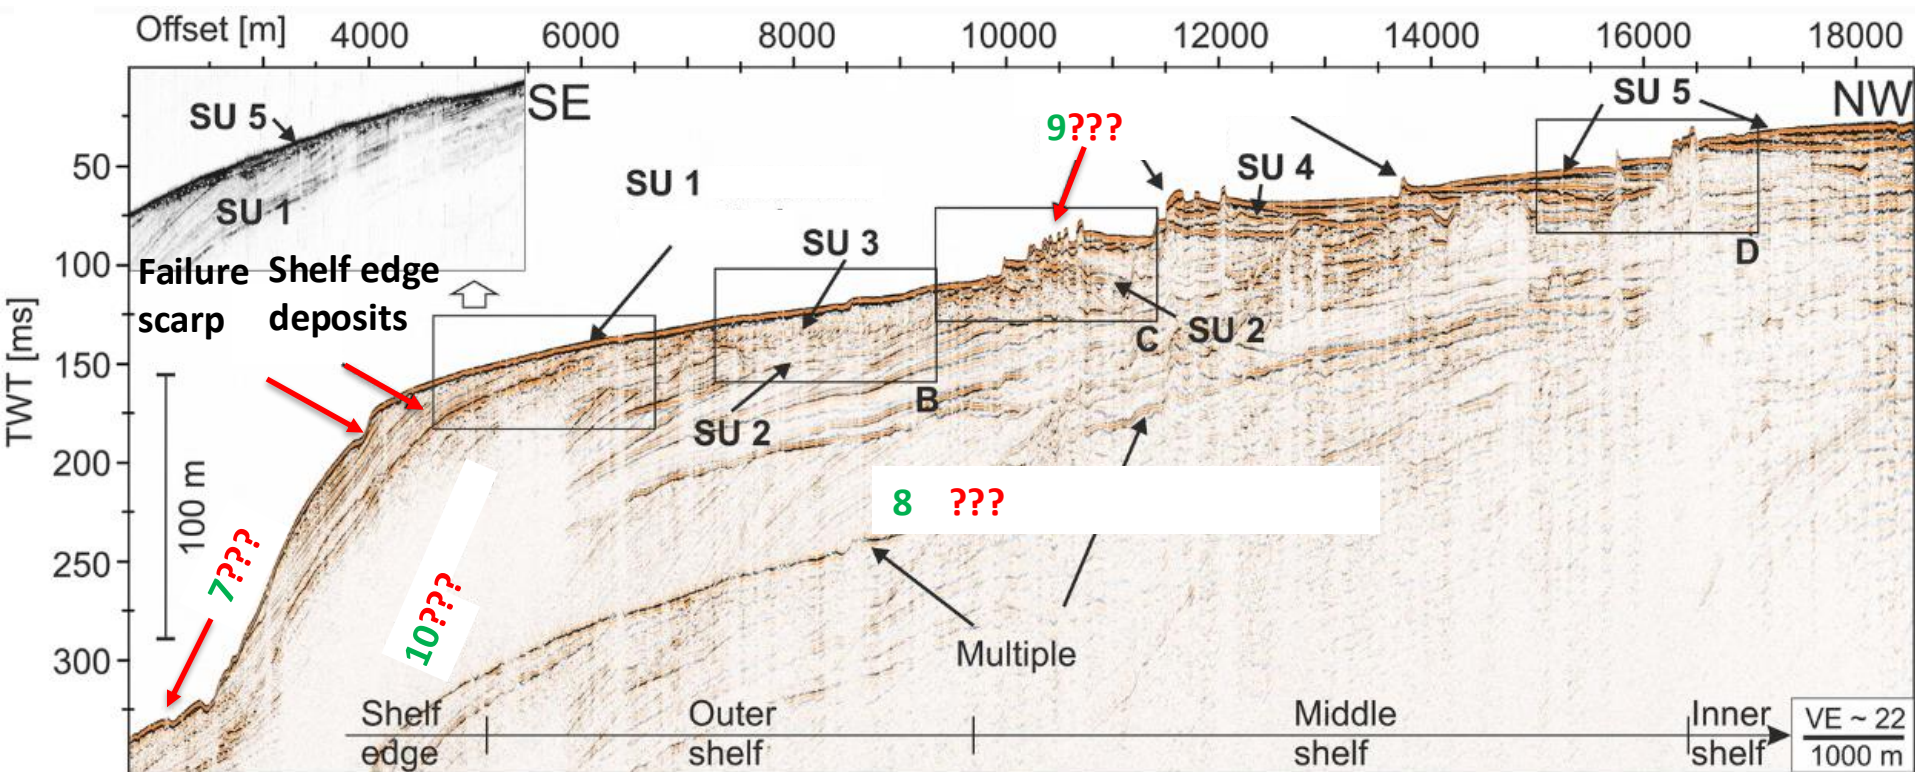 Offset [m] 4000 6000 8000 10000 12000 14000 16000 18000
SE
NW
SU 5
SU 1
SU 1
SU 3
9???
SU 4
SU 5
50
100
150
200
250
300
TWT [ms]
100 m
Failure
scarp
Shelf edge
deposits
SU 2
SU 2
B
C
D
8 ???
7???
10???
Multiple
Shelf
edge
Outer
shelf
Middle
shelf
Inner
shelf
VE ~ 22
1000 m